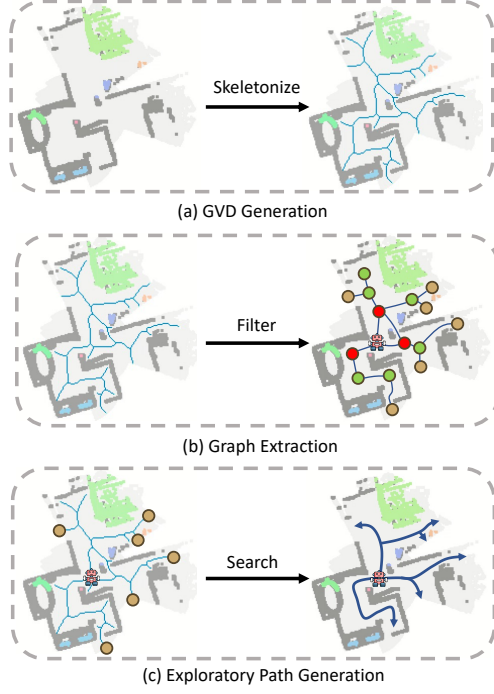 Skeletonize
(a) GVD Generation
Filter
(b) Graph Extraction
Search
(c) Exploratory Path Generation